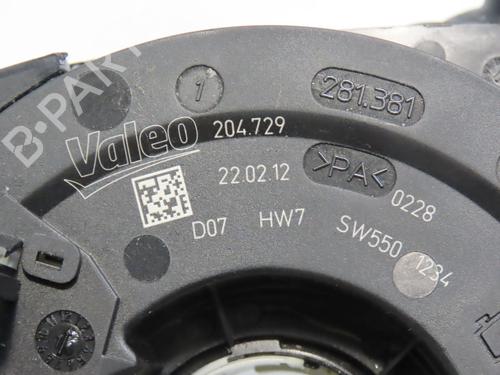 B-PARTS
1
281.381
Valeo 204.729
22.02.12
>PA<
0228
D07 HW7 SW550 1234